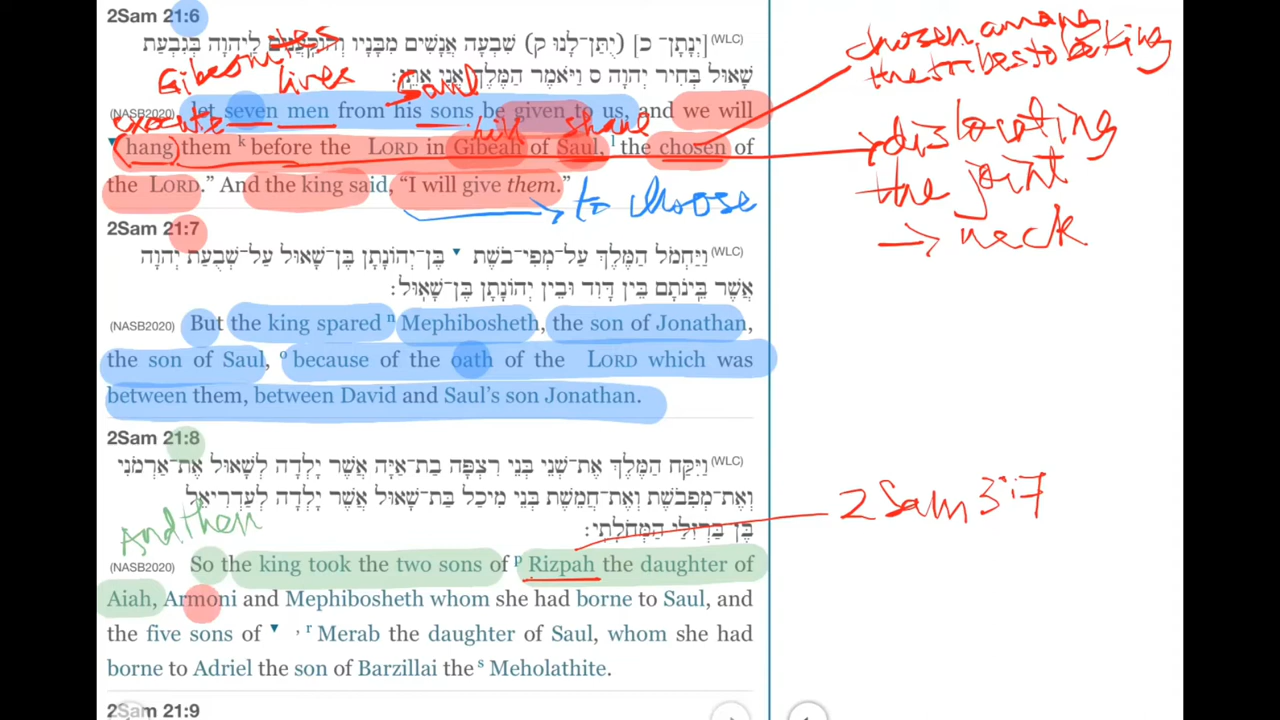 2Sam 21:6
[יִנָּתֵן־ כ] (יֻתַּן־לָנוּ ק) שִׁבְעָה אֲנָשִׁים מִבָּנָיו וְהוֹקַעֲנוּם לַיהוָה בְּגִבְעַת (WLC)
שָׁאוּל בְּחִיר יְהוָה ס וַיֹּאמֶר הַמֶּלֶךְ אֲנִי אֶתֵּן׃
chosen among
the tribes to be king
Gibeonites lives Saul
(NASB2020) let seven men from his sons be given to us, and we will
execute hill shaul
hang them k before the LORD in Gibeah of Saul, l the chosen of
the LORD.” And the king said, “I will give them.”
dislocating
the joint
→ neck
to choose
2Sam 21:7
וַיַּחְמֹל הַמֶּלֶךְ עַל־מְפִי־בֹשֶׁת בֶּן־יְהוֹנָתָן בֶּן־שָׁאוּל עַל־שְׁבֻעַת יְהוָה (WLC)
אֲשֶׁר בֵּינֹתָם בֵּין דָּוִד וּבֵין יְהוֹנָתָן בֶּן־שָׁאוּל׃
(NASB2020) But the king spared n Mephibosheth, the son of Jonathan,
the son of Saul, o because of the oath of the LORD which was
between them, between David and Saul’s son Jonathan.
2Sam 21:8
וַיִּקַּח הַמֶּלֶךְ אֶת־שְׁנֵי בְּנֵי רִצְפָּה בַת־אַיָּה אֲשֶׁר יָלְדָה לְשָׁאוּל אֶת־אַרְמֹנִי (WLC)
וְאֶת־מְפִבֹשֶׁת וְאֶת־חֲמֵשֶׁת בְּנֵי מִיכַל בַּת־שָׁאוּל אֲשֶׁר יָלְדָה לְעַדְרִיאֵל
בֶּן־בַּרְזִלַּי הַמְּחֹלָתִי׃
2 Sam 3:7
And then
(NASB2020) So the king took the two sons of p Rizpah the daughter of
Aiah, Armoni and Mephibosheth whom she had borne to Saul, and
the five sons of , r Merab the daughter of Saul, whom she had
borne to Adriel the son of Barzillai the s Meholathite.
2Sam 21:9